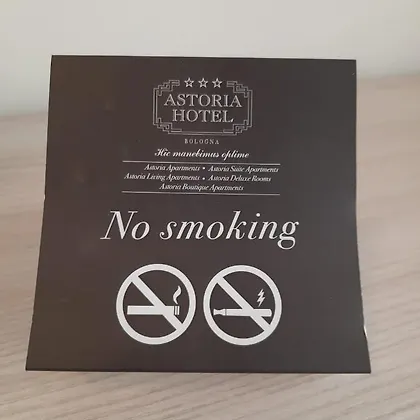 ASTORIA
HOTEL
BOLOGNA
Hic manebimus optime
Astoria Apartments • Astoria Suite Apartments
Astoria Living Apartments • Astoria Deluxe Rooms
Astoria Boutique Apartments
No smoking